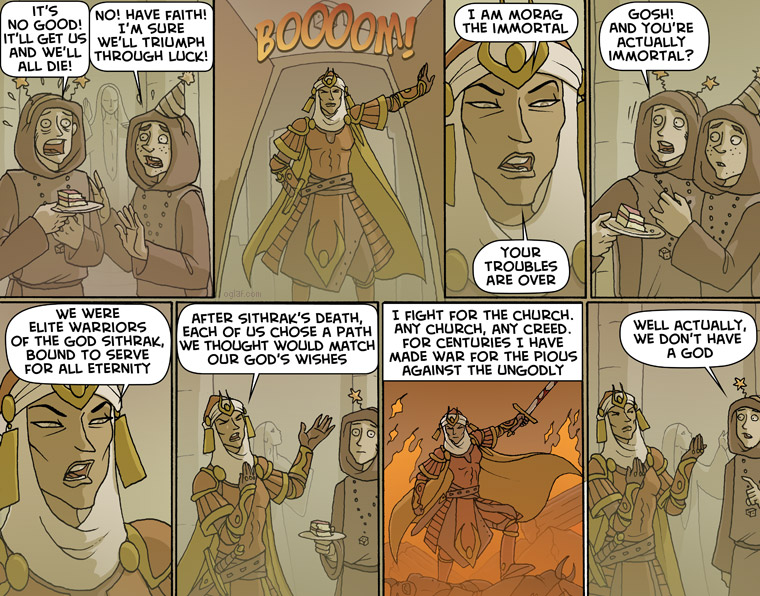 IT'S
NO GOOD!
IT'LL GET US
AND WE'LL
ALL DIE!
NO! HAVE FAITH!
I'M SURE
WE'LL TRIUMPH
THROUGH LUCK!
BOOOOM!
oglaf.com
I AM MORAG
THE IMMORTAL
YOUR
TROUBLES
ARE OVER
GOSH!
AND YOU'RE
ACTUALLY
IMMORTAL?
WE WERE
ELITE WARRIORS
OF THE GOD SITHRAK,
BOUND TO SERVE
FOR ALL ETERNITY
AFTER SITHRAK'S DEATH,
EACH OF US CHOSE A PATH
WE THOUGHT WOULD MATCH
OUR GOD'S WISHES
I FIGHT FOR THE CHURCH.
ANY CHURCH, ANY CREED.
FOR CENTURIES I HAVE
MADE WAR FOR THE PIOUS
AGAINST THE UNGODLY
WELL ACTUALLY,
WE DON'T HAVE
A GOD